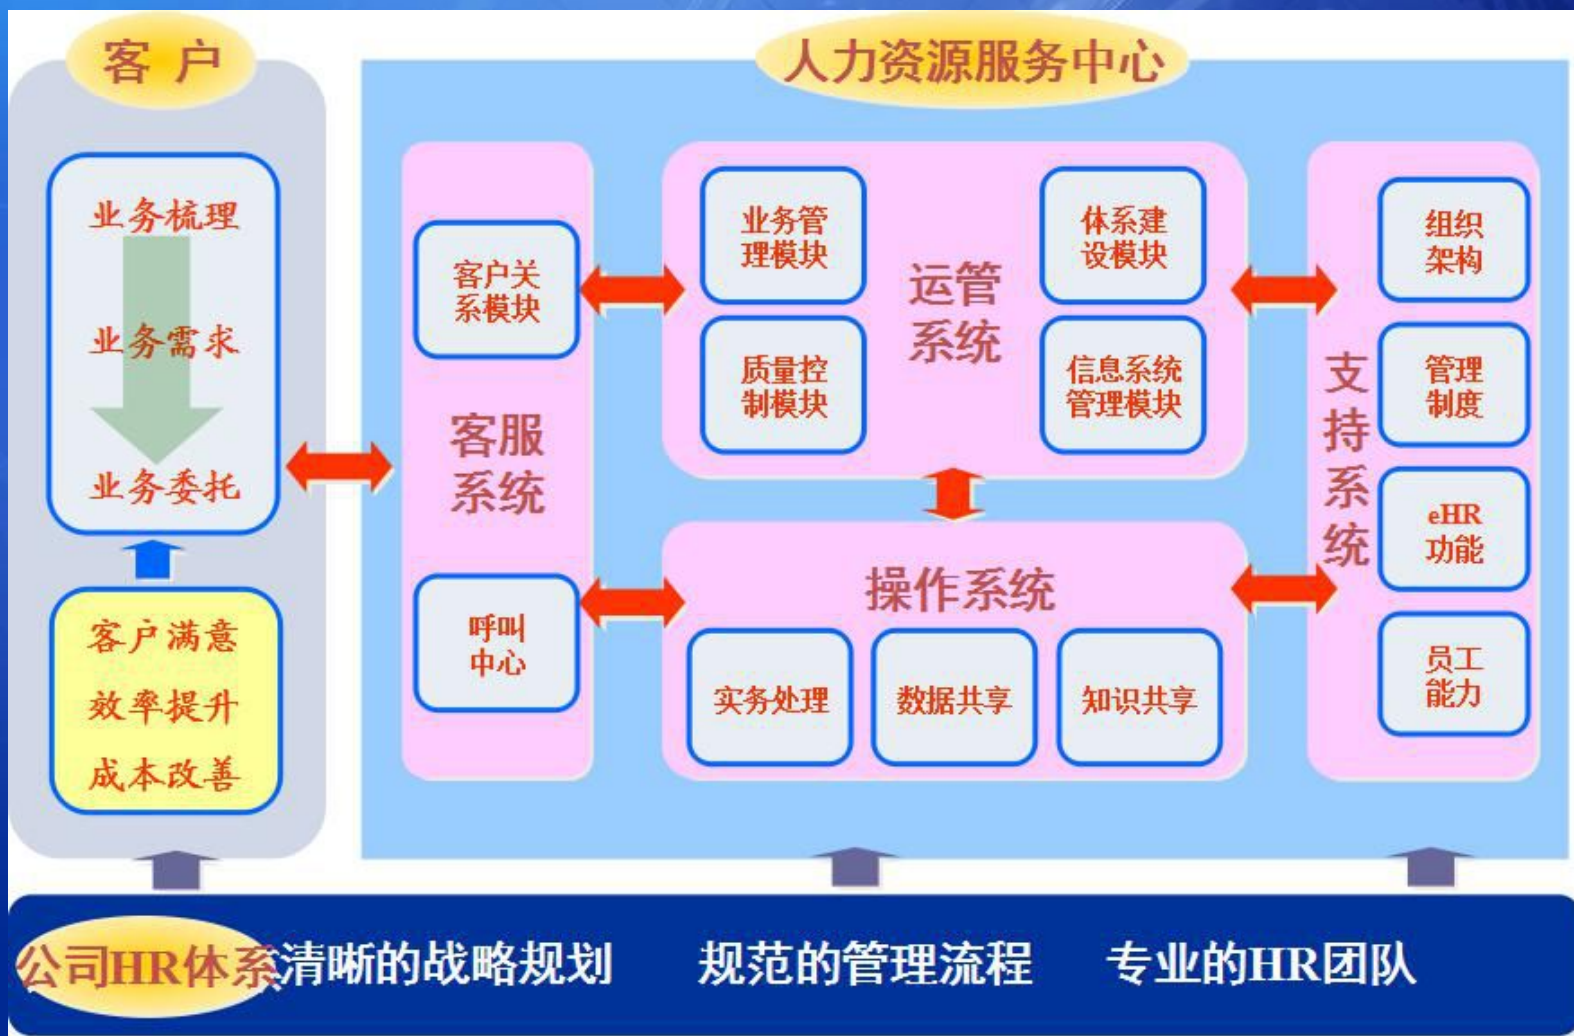 客 户
人力资源服务中心
业务梳理
业务需求
业务委托
客户满意
效率提升
成本改善
客户关
系模块
客服
系统
呼叫
中心
业务管
理模块
体系建
设模块
运管
系统
质量控
制模块
信息系统
管理模块
操作系统
实务处理
数据共享
知识共享
支
持
系
统
组织
架构
管理
制度
eHR
功能
员工
能力
公司HR体系
清晰的战略规划
规范的管理流程
专业的HR团队